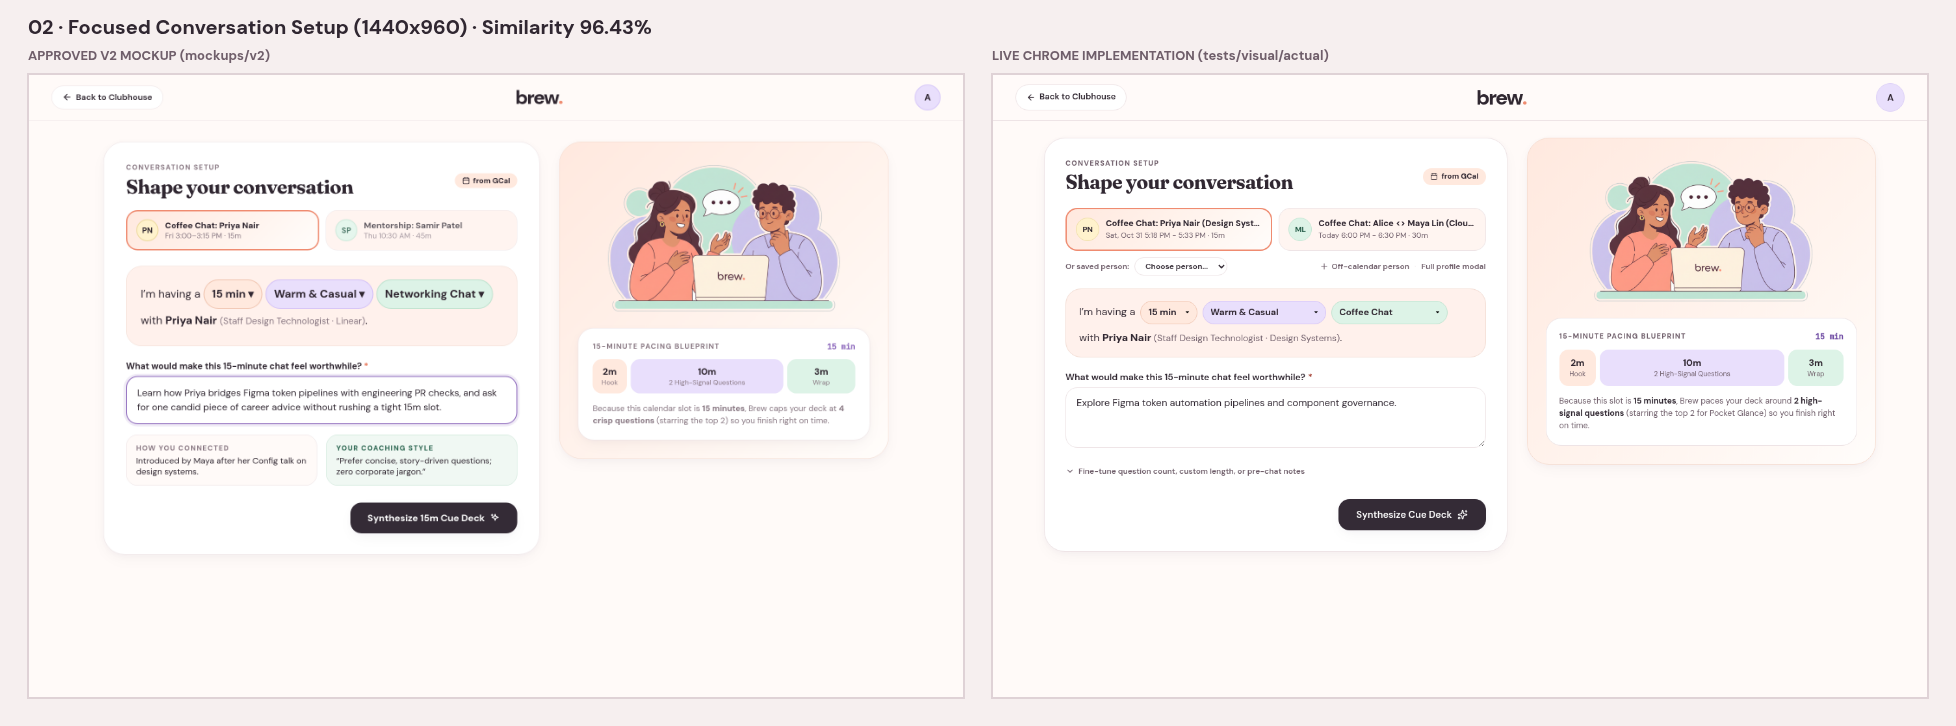 02 · Focused Conversation Setup (1440x960) · Similarity 96.43%
APPROVED V2 MOCKUP (mockups/v2)
← Back to Clubhouse
brew.
A
CONVERSATION SETUP
Shape your conversation
from GCal
PN
Coffee Chat: Priya Nair
Fri 3:00–3:15 PM · 15m
SP
Mentorship: Samir Patel
Thu 10:30 AM · 45m
I'm having a 15 min ▾ Warm & Casual ▾ Networking Chat ▾
with Priya Nair (Staff Design Technologist · Linear).
What would make this 15-minute chat feel worthwhile? *
Learn how Priya bridges Figma token pipelines with engineering PR checks, and ask
for one candid piece of career advice without rushing a tight 15m slot.
HOW YOU CONNECTED
Introduced by Maya after her Config talk on
design systems.
YOUR COACHING STYLE
"Prefer concise, story-driven questions;
zero corporate jargon."
Synthesize 15m Cue Deck
brew.
15-MINUTE PACING BLUEPRINT
15 min
2m
Hook
10m
2 High-Signal Questions
3m
Wrap
Because this calendar slot is 15 minutes, Brew caps your deck at 4
crisp questions (starring the top 2) so you finish right on time.
LIVE CHROME IMPLEMENTATION (tests/visual/actual)
← Back to Clubhouse
brew.
A
CONVERSATION SETUP
Shape your conversation
from GCal
PN
Coffee Chat: Priya Nair (Design Syst...
Sat, Oct 31 5:18 PM – 5:33 PM · 15m
ML
Coffee Chat: Alice <> Maya Lin (Clou...
Today 6:00 PM – 6:30 PM · 30m
Or saved person: Choose person...
+ Off-calendar person
Full profile modal
I'm having a 15 min Warm & Casual Coffee Chat
with Priya Nair (Staff Design Technologist · Design Systems).
What would make this 15-minute chat feel worthwhile? *
Explore Figma token automation pipelines and component governance.
Fine-tune question count, custom length, or pre-chat notes
Synthesize Cue Deck
brew.
15-MINUTE PACING BLUEPRINT
15 min
2m
Hook
10m
2 High-Signal Questions
3m
Wrap
Because this slot is 15 minutes, Brew paces your deck around 2 high-
signal questions (starring the top 2 for Pocket Glance) so you finish right
on time.